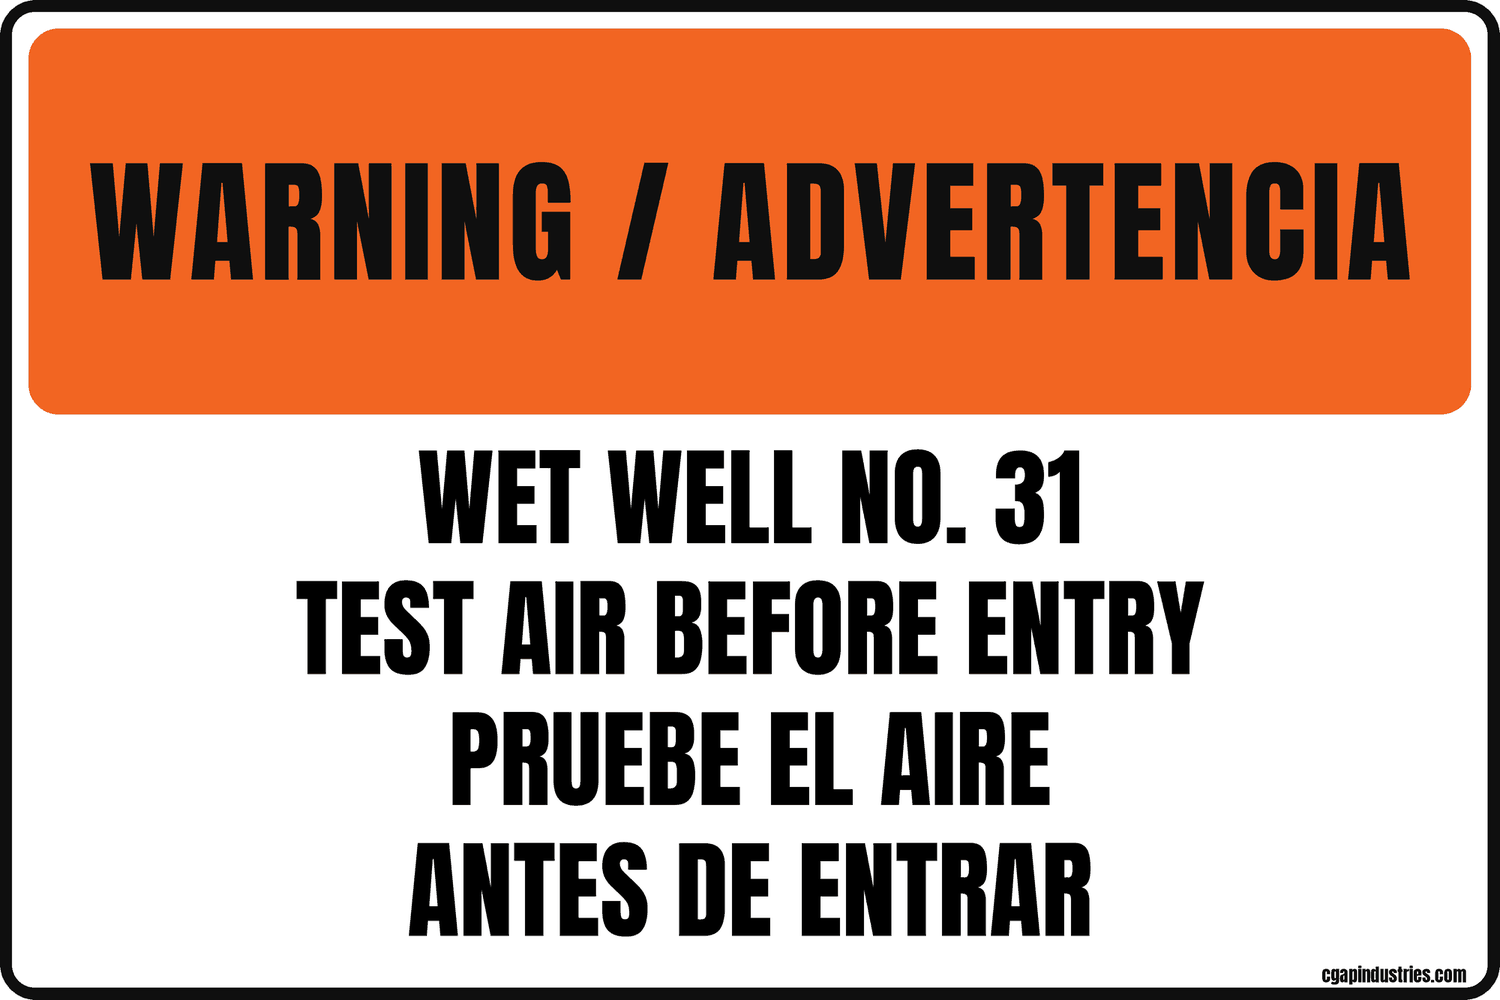 WARNING / ADVERTENCIA
WET WELL NO. 31
TEST AIR BEFORE ENTRY
PRUEBE EL AIRE
ANTES DE ENTRAR
cgapindustries.com